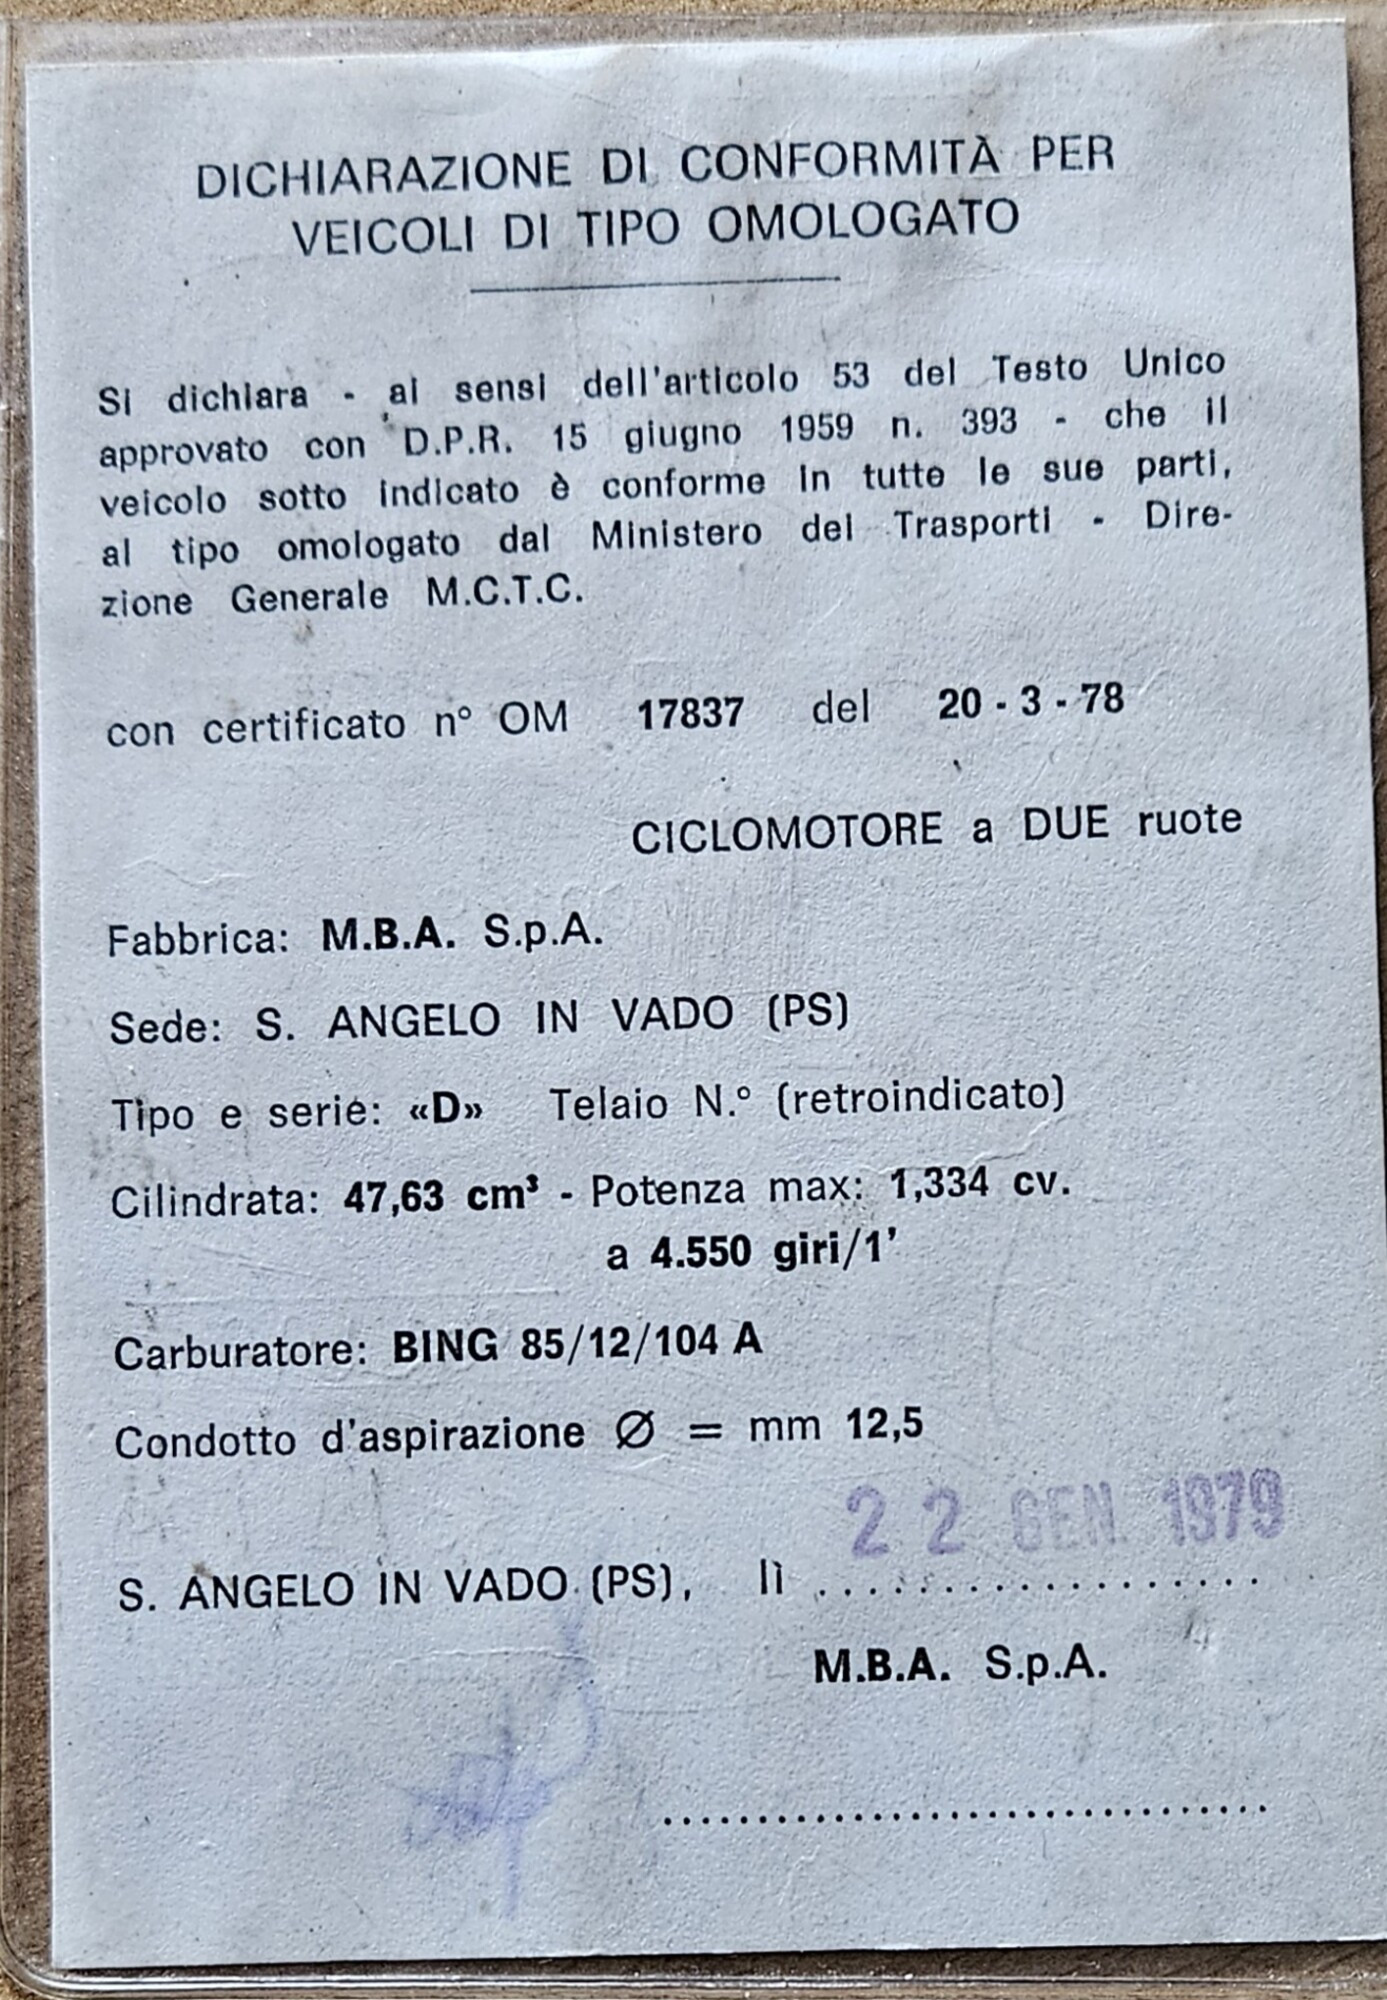 DICHIARAZIONE DI CONFORMITÀ PER
VEICOLI DI TIPO OMOLOGATO
Si dichiara - ai sensi dell'articolo 53 del Testo Unico
approvato con D.P.R. 15 giugno 1959 n. 393 - che il
veicolo sotto indicato è conforme in tutte le sue parti,
al tipo omologato dal Ministero dei Trasporti - Dire-
zione Generale M.C.T.C.
con certificato n° OM 17837 del 20 - 3 - 78
CICLOMOTORE a DUE ruote
Fabbrica: M.B.A. S.p.A.
Sede: S. ANGELO IN VADO (PS)
Tipo e serie: «D» Telaio N.° (retroindicato)
Cilindrata: 47,63 cm³ - Potenza max: 1,334 cv.
a 4.550 giri/1'
Carburatore: BING 85/12/104 A
Condotto d'aspirazione Ø = mm 12,5
22 GEN. 1979
S. ANGELO IN VADO (PS), lì ..................
M.B.A. S.p.A.